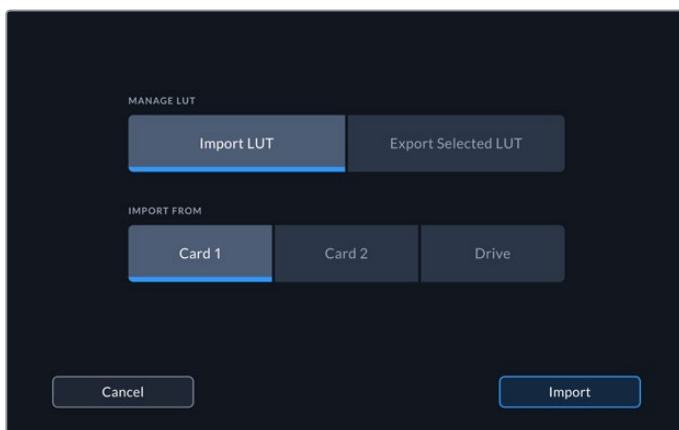 MANAGE LUT
Import LUT Export Selected LUT
IMPORT FROM
Card 1 Card 2 Drive
Cancel Import